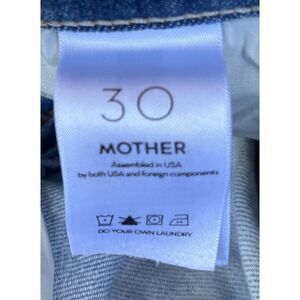 30
MOTHER
Assembled in USA
by both USA and foreign components
DO YOUR OWN LAUNDRY